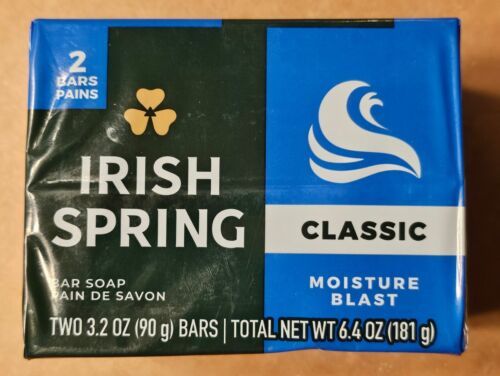 2
BARS
PAINS
IRISH
SPRING
BAR SOAP
PAIN DE SAVON
CLASSIC
MOISTURE
BLAST
TWO 3.2 OZ (90 g) BARS | TOTAL NET WT 6.4 OZ (181 g)